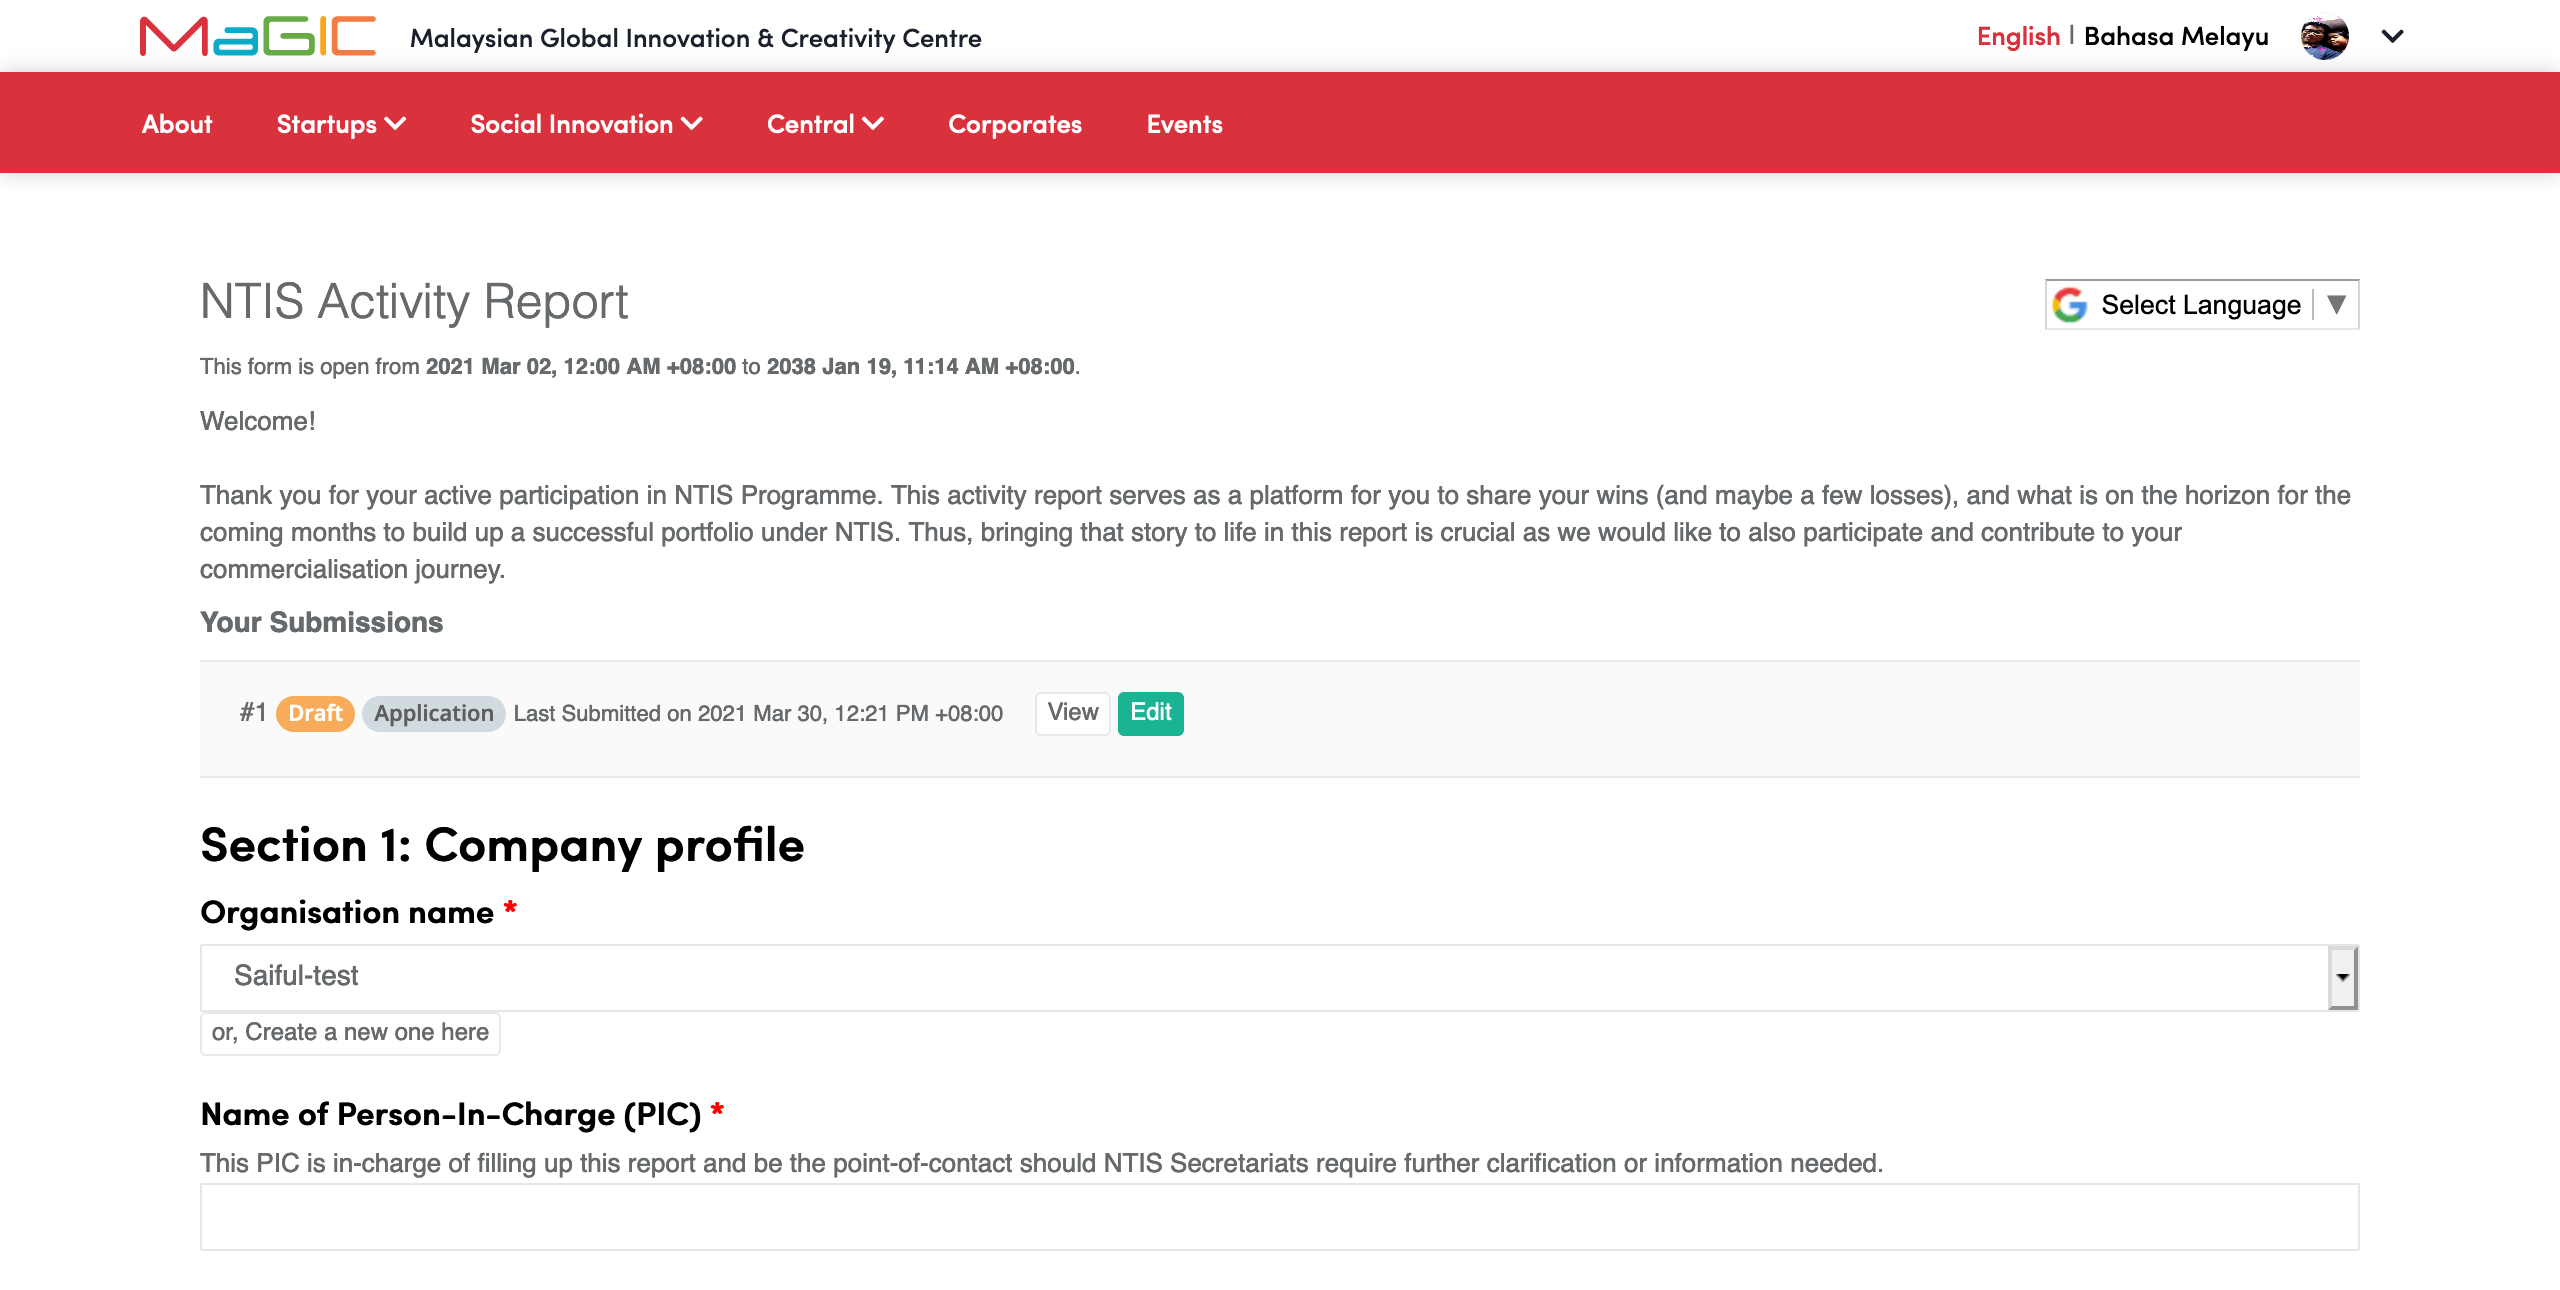 MaGIC Malaysian Global Innovation & Creativity Centre
English | Bahasa Melayu
About Startups Social Innovation Central Corporates Events
NTIS Activity Report
Select Language ▼
This form is open from 2021 Mar 02, 12:00 AM +08:00 to 2038 Jan 19, 11:14 AM +08:00.
Welcome!
Thank you for your active participation in NTIS Programme. This activity report serves as a platform for you to share your wins (and maybe a few losses), and what is on the horizon for the
coming months to build up a successful portfolio under NTIS. Thus, bringing that story to life in this report is crucial as we would like to also participate and contribute to your
commercialisation journey.
Your Submissions
#1 Draft Application Last Submitted on 2021 Mar 30, 12:21 PM +08:00 View Edit
Section 1: Company profile
Organisation name *
Saiful-test
or, Create a new one here
Name of Person-In-Charge (PIC) *
This PIC is in-charge of filling up this report and be the point-of-contact should NTIS Secretariats require further clarification or information needed.